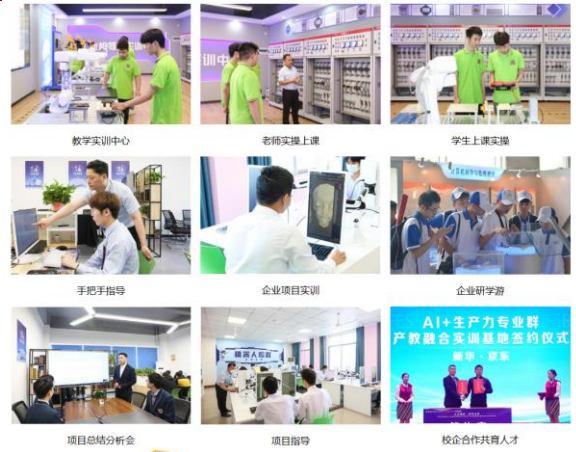 教学实训中心
老师实操上课
学生上课实操
手把手指导
企业项目实训
企业研学游
AI+生产力专业群
产教融合实训基地签约仪式
新华·京东
项目总结分析会
项目指导
校企合作共育人才